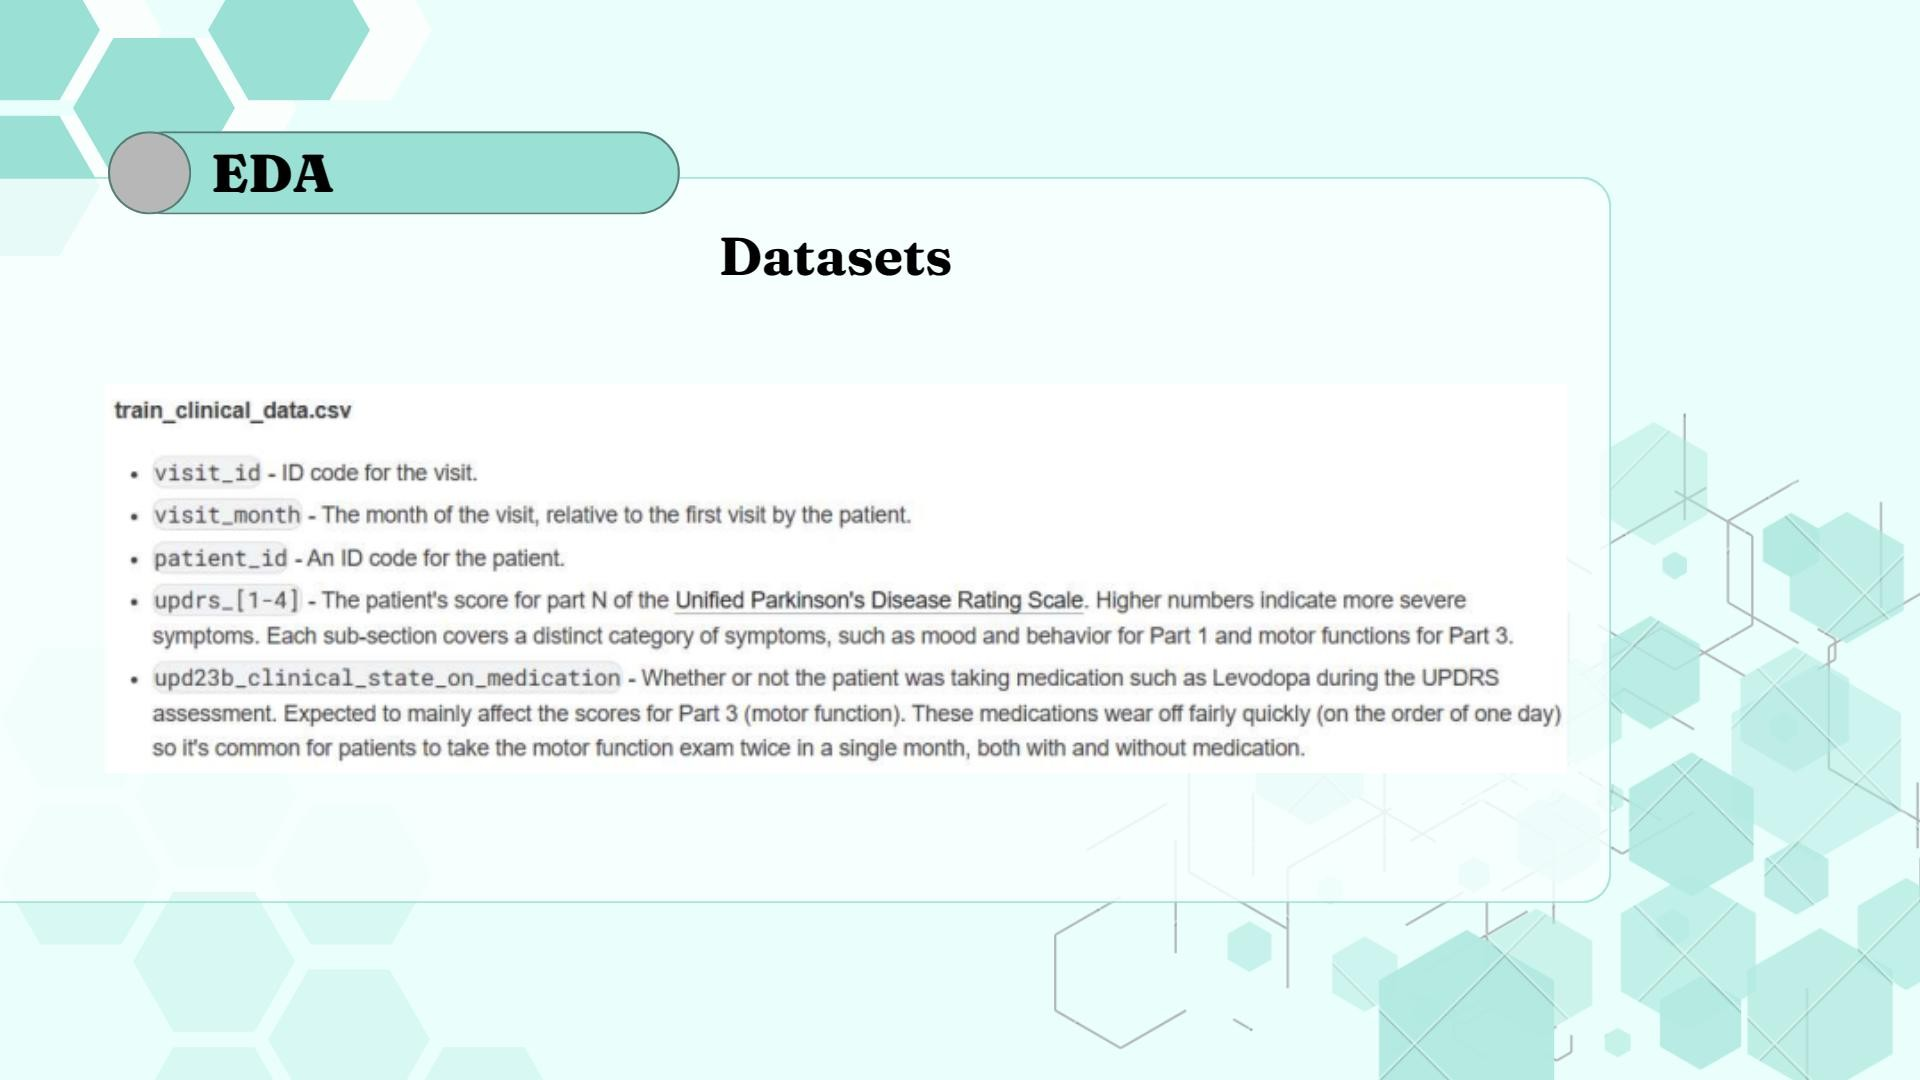 EDA
Datasets
train_clinical_data.csv
• visit_id - ID code for the visit.
• visit_month - The month of the visit, relative to the first visit by the patient.
• patient_id - An ID code for the patient.
• updrs_[1-4] - The patient's score for part N of the Unified Parkinson's Disease Rating Scale. Higher numbers indicate more severe
symptoms. Each sub-section covers a distinct category of symptoms, such as mood and behavior for Part 1 and motor functions for Part 3.
• upd23b_clinical_state_on_medication - Whether or not the patient was taking medication such as Levodopa during the UPDRS
assessment. Expected to mainly affect the scores for Part 3 (motor function). These medications wear off fairly quickly (on the order of one day)
so it's common for patients to take the motor function exam twice in a single month, both with and without medication.